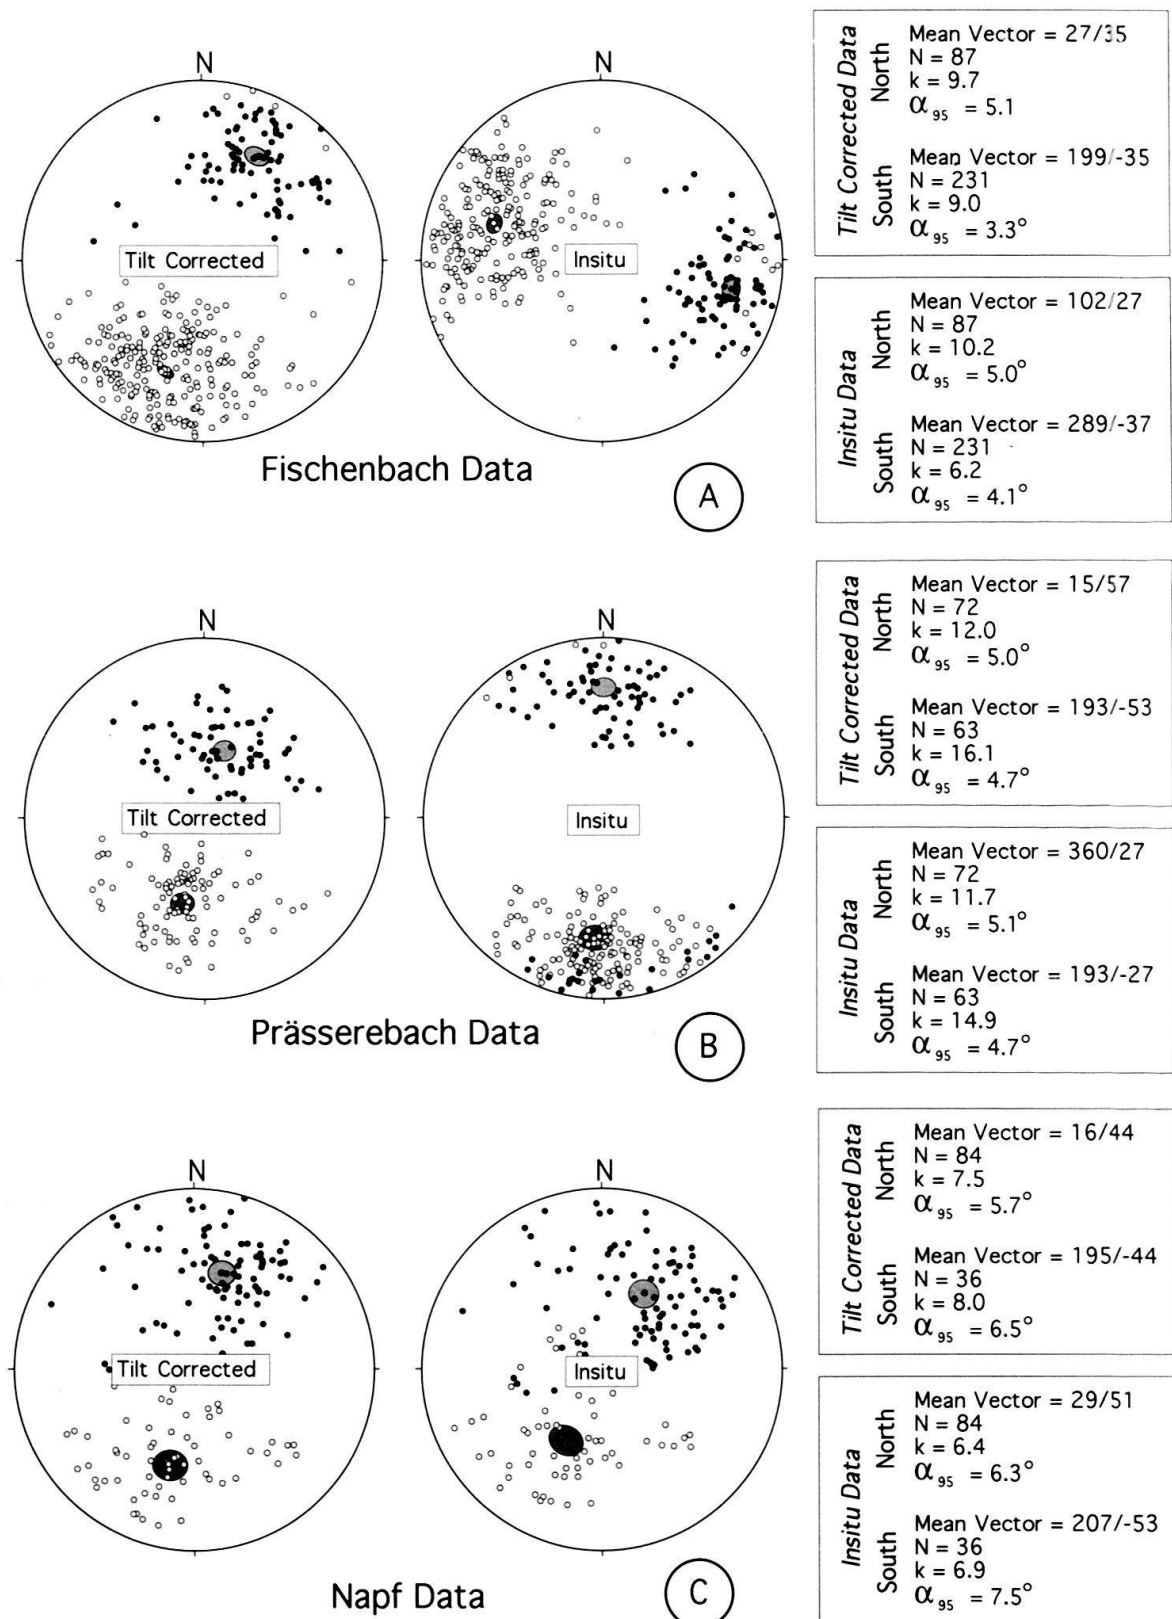 N
N
Tilt Corrected
Insitu
Fischenbach Data
A
Tilt Corrected Data
North
Mean Vector = 27/35
N = 87
k = 9.7
α95 = 5.1
South
Mean Vector = 199/-35
N = 231
k = 9.0
α95 = 3.3°
Insitu Data
North
Mean Vector = 102/27
N = 87
k = 10.2
α95 = 5.0°
South
Mean Vector = 289/-37
N = 231
k = 6.2
α95 = 4.1°
N
N
Tilt Corrected
Insitu
Prässerebach Data
B
Tilt Corrected Data
North
Mean Vector = 15/57
N = 72
k = 12.0
α95 = 5.0°
South
Mean Vector = 193/-53
N = 63
k = 16.1
α95 = 4.7°
Insitu Data
North
Mean Vector = 360/27
N = 72
k = 11.7
α95 = 5.1°
South
Mean Vector = 193/-27
N = 63
k = 14.9
α95 = 4.7°
N
N
Tilt Corrected
Insitu
Napf Data
C
Tilt Corrected Data
North
Mean Vector = 16/44
N = 84
k = 7.5
α95 = 5.7°
South
Mean Vector = 195/-44
N = 36
k = 8.0
α95 = 6.5°
Insitu Data
North
Mean Vector = 29/51
N = 84
k = 6.4
α95 = 6.3°
South
Mean Vector = 207/-53
N = 36
k = 6.9
α95 = 7.5°